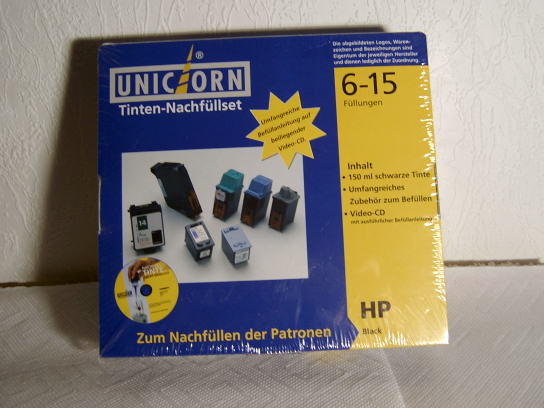 UNICORN ®
Tinten-Nachfüllset
Die abgebildeten Logos, Waren-
zeichen und Bezeichnungen sind
Eigentum der jeweiligen Hersteller
und dienen lediglich der Zuordnung.
6-15
Füllungen
Umfangreiche
Befüllanleitung auf
beiliegender
Video-CD.
Inhalt
• 150 ml schwarze Tinte
• Umfangreiches
Zubehör zum Befüllen
• Video-CD
mit ausführlicher Befüllanleitung
14
TINTE
HP
Black
Zum Nachfüllen der Patronen